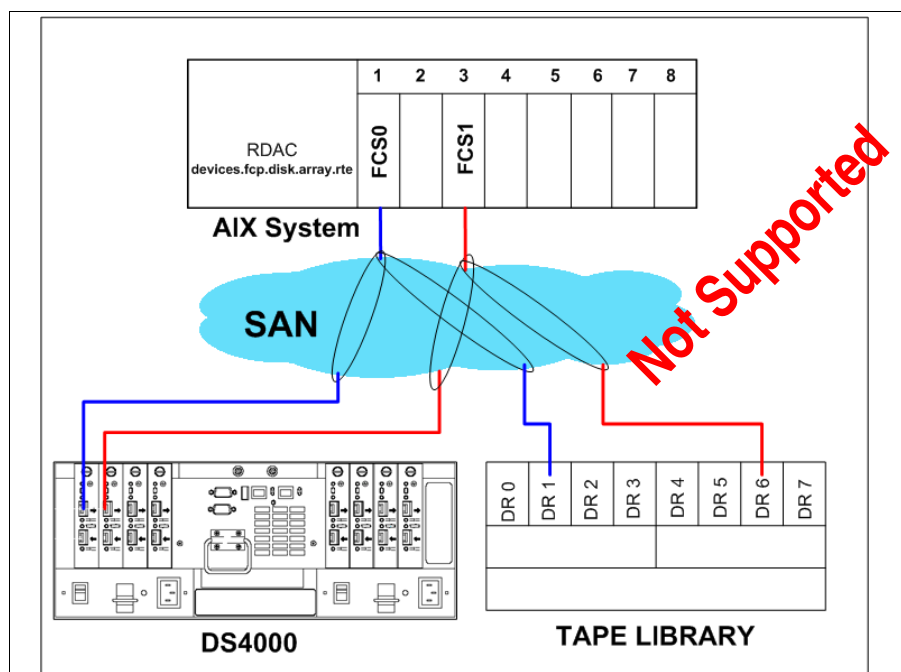 1 2 3 4 5 6 7 8
FCS0
FCS1
RDAC
devices.fcp.disk.array.rte
AIX System
Not Supported
SAN
DR 0
DR 1
DR 2
DR 3
DR 4
DR 5
DR 6
DR 7
DS4000
TAPE LIBRARY